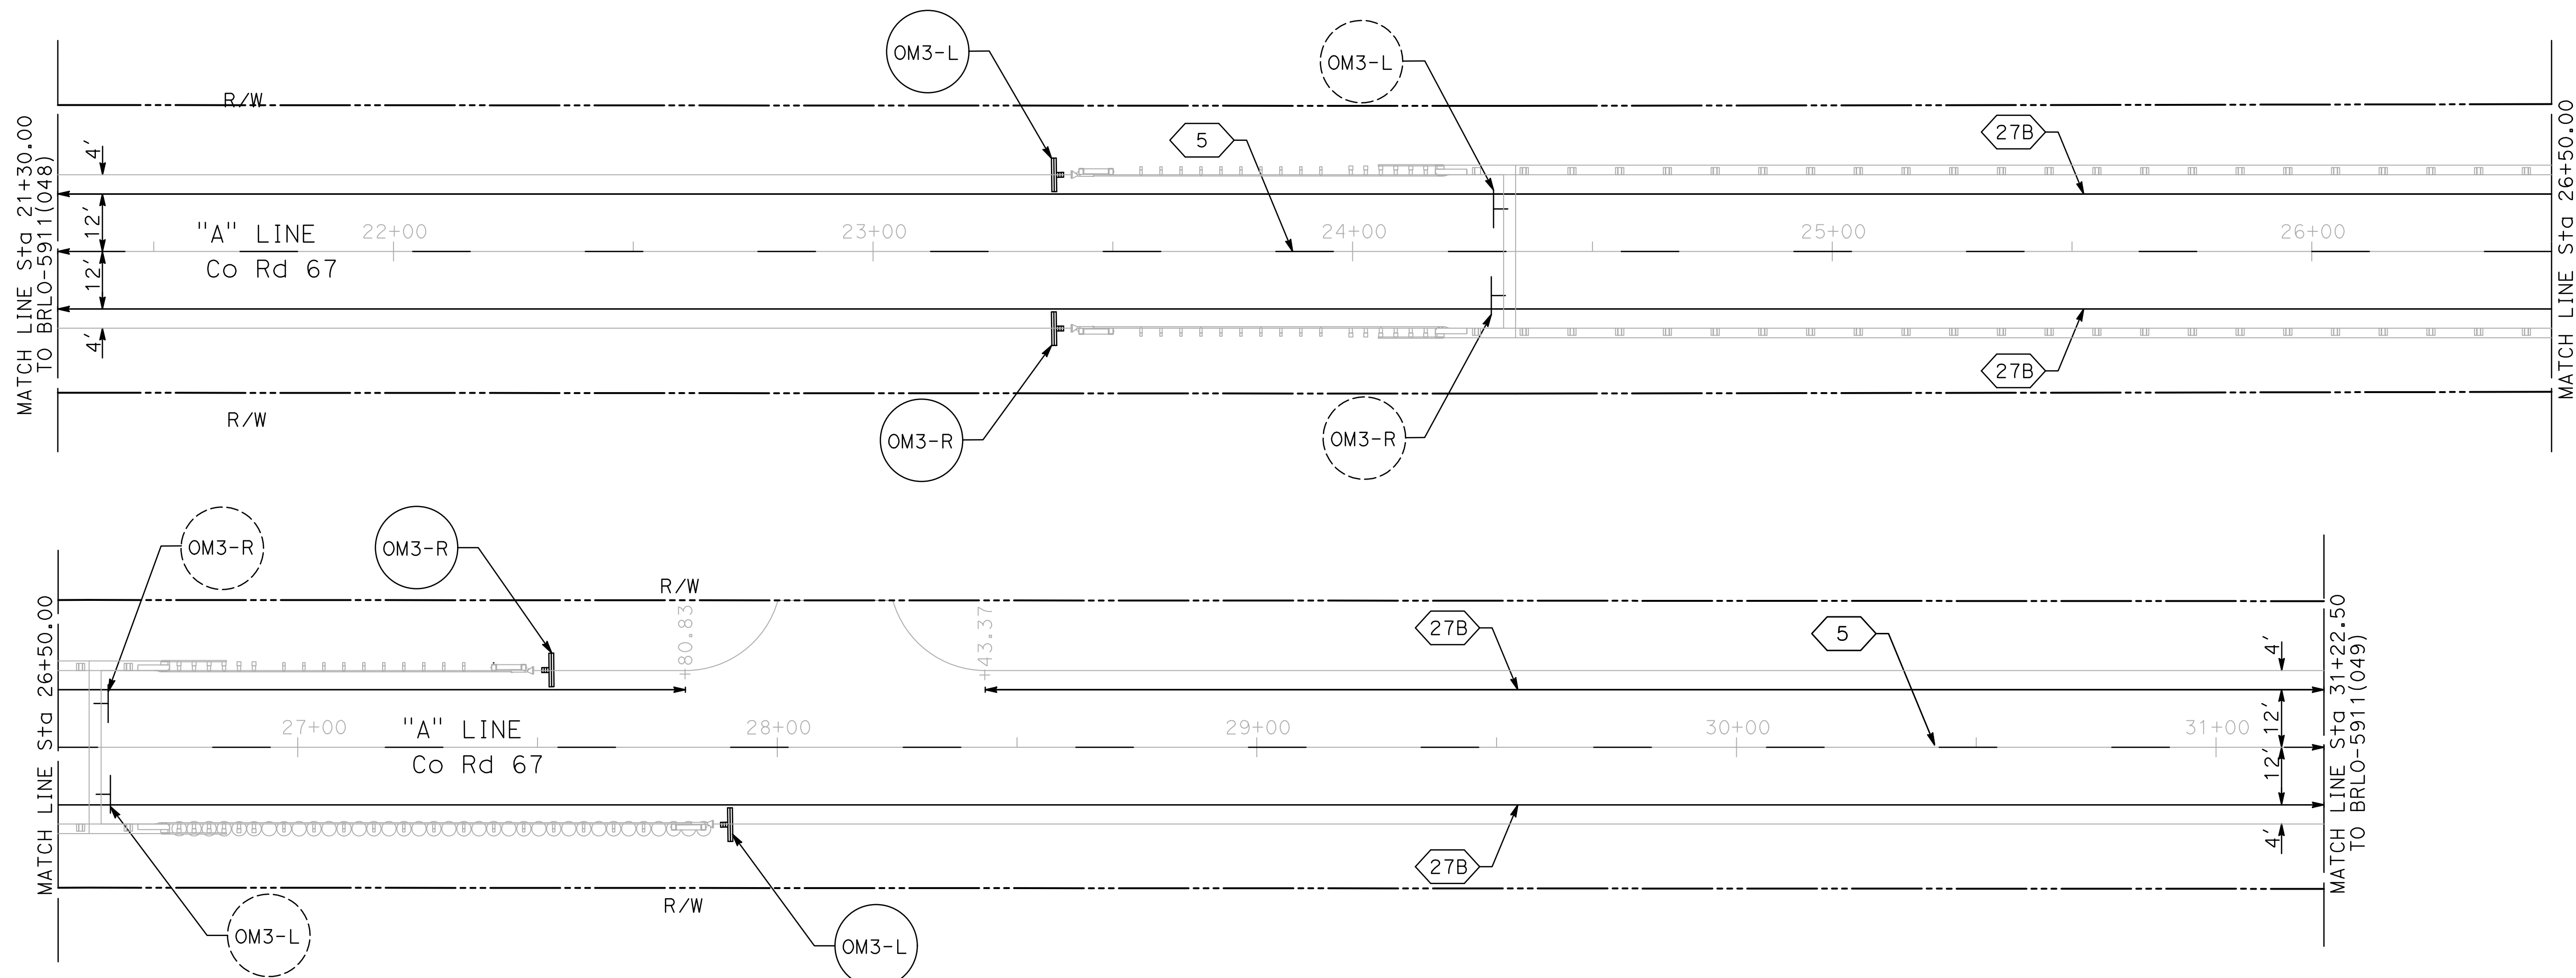 OM3-L
OM3-L
R/W
5
27B
MATCH LINE Sta 21+30.00
TO BRLO-5911(048)
4'
12'
12'
4'
"A" LINE
Co Rd 67
22+00
23+00
24+00
25+00
26+00
MATCH LINE Sta 26+50.00
27B
R/W
OM3-R
OM3-R
OM3-R
OM3-R
R/W
+80.83
+43.37
27B
5
MATCH LINE Sta 26+50.00
27+00
"A" LINE
Co Rd 67
28+00
29+00
30+00
31+00
4'
12'
12'
4'
MATCH LINE Sta 31+22.50
TO BRLO-5911(049)
27B
R/W
OM3-L
OM3-L